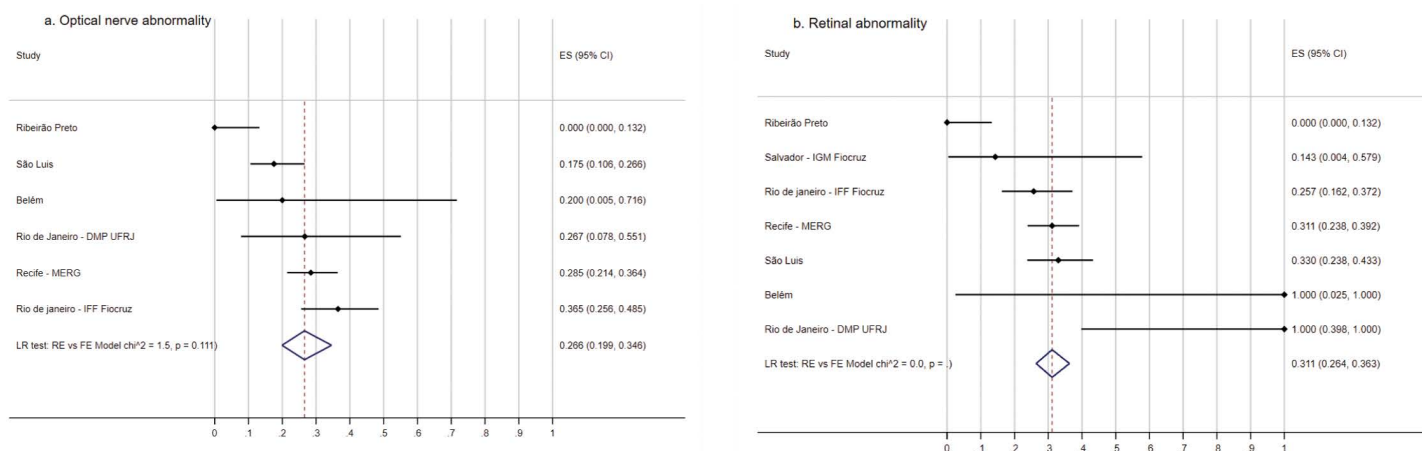 a. Optical nerve abnormality
Study ES (95% CI)
Ribeirão Preto 0.000 (0.000, 0.132)
São Luis 0.175 (0.106, 0.266)
Belém 0.200 (0.005, 0.716)
Rio de Janeiro - DMP UFRJ 0.267 (0.078, 0.551)
Recife - MERG 0.285 (0.214, 0.364)
Rio de janeiro - IFF Fiocruz 0.365 (0.256, 0.485)
LR test: RE vs FE Model chi^2 = 1.5, p = 0.111) 0.266 (0.199, 0.346)
0 .1 .2 .3 .4 .5 .6 .7 .8 .9 1
b. Retinal abnormality
Study ES (95% CI)
Ribeirão Preto 0.000 (0.000, 0.132)
Salvador - IGM Fiocruz 0.143 (0.004, 0.579)
Rio de janeiro - IFF Fiocruz 0.257 (0.162, 0.372)
Recife - MERG 0.311 (0.238, 0.392)
São Luis 0.330 (0.238, 0.433)
Belém 1.000 (0.025, 1.000)
Rio de Janeiro - DMP UFRJ 1.000 (0.398, 1.000)
LR test: RE vs FE Model chi^2 = 0.0, p = .) 0.311 (0.264, 0.363)
0 .1 .2 .3 .4 .5 .6 .7 .8 .9 1